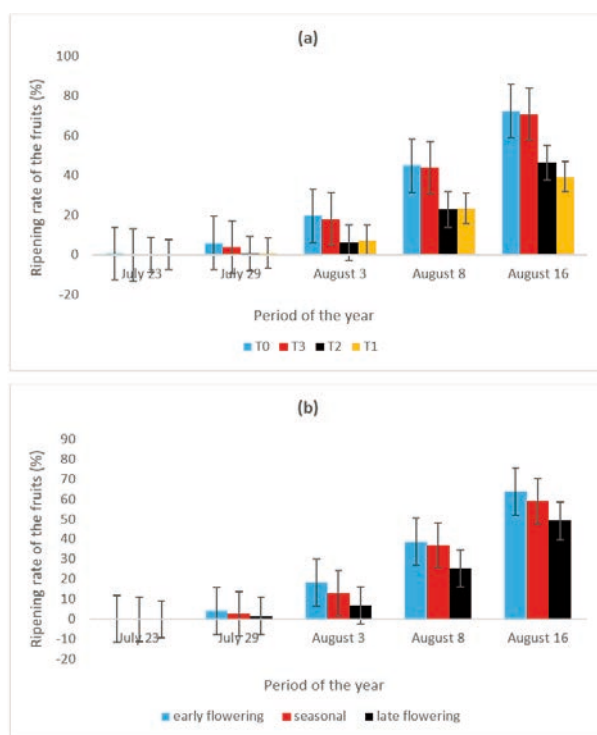 (a)
Ripening rate of the fruits (%)
100
80
60
40
20
0
-20
July 23 July 29 August 3 August 8 August 16
Period of the year
T0 T3 T2 T1
(b)
Ripening rate of the fruits (%)
90
80
70
60
50
40
30
20
10
0
-10
-20
July 23 July 29 August 3 August 8 August 16
Period of the year
early flowering seasonal late flowering